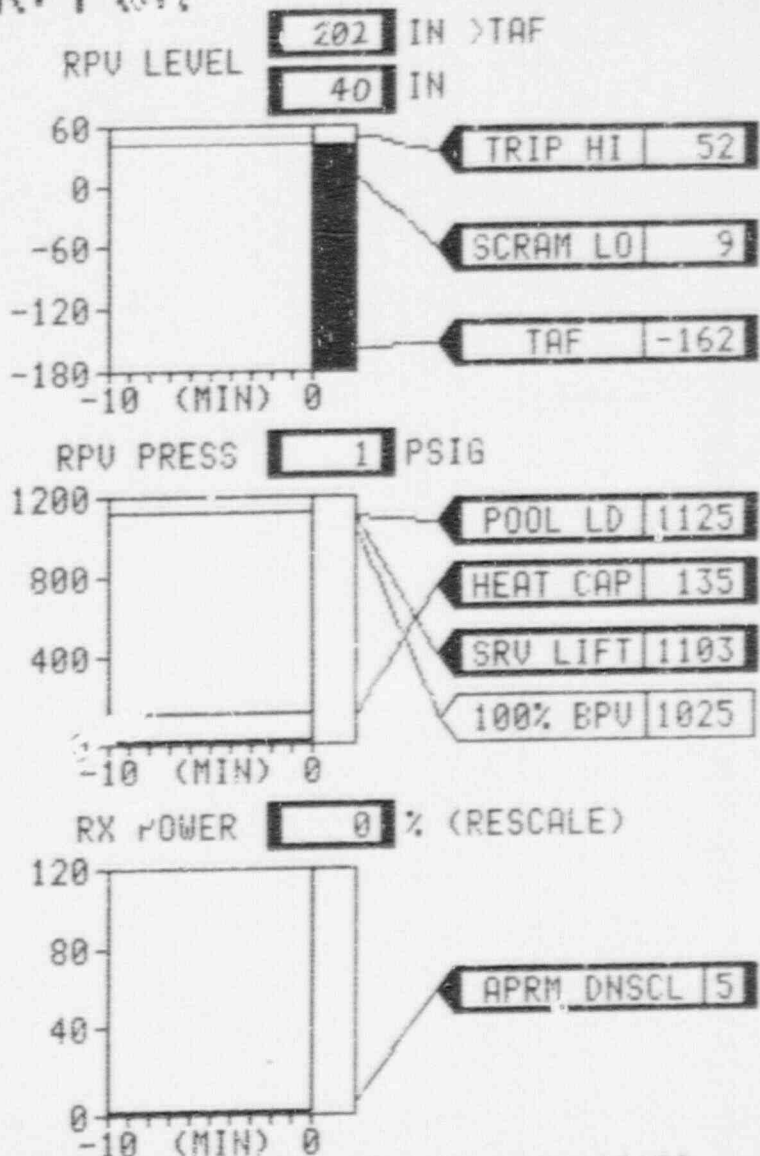 202 IN >TAF
RPV LEVEL
40 IN
60
0
-60
-120
-180
-10 (MIN) 0
TRIP HI 52
SCRAM LO 9
TAF -162
RPV PRESS 1 PSIG
1200
800
400
-10 (MIN) 0
POOL LD 1125
HEAT CAP 135
SRV LIFT 1103
100% BPV 1025
RX POWER 0 % (RESCALE)
120
80
40
0
-10 (MIN) 0
APRM DNSCL 5